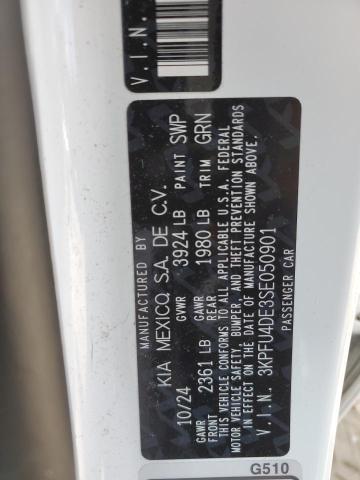 V.I.N.
MANUFACTURED BY
KIA MEXICO, S.A. DE C.V.
10/24 GVWR 3924 LB PAINT SWP
GAWR FRONT 2361 LB GAWR REAR 1980 LB TRIM GRN
THIS VEHICLE CONFORMS TO ALL APPLICABLE U.S.A. FEDERAL
MOTOR VEHICLE SAFETY, BUMPER, AND THEFT PREVENTION STANDARDS
IN EFFECT ON THE DATE OF MANUFACTURE SHOWN ABOVE.
V.I.N. 3KPFU4DE3SE050901
PASSENGER CAR
G510